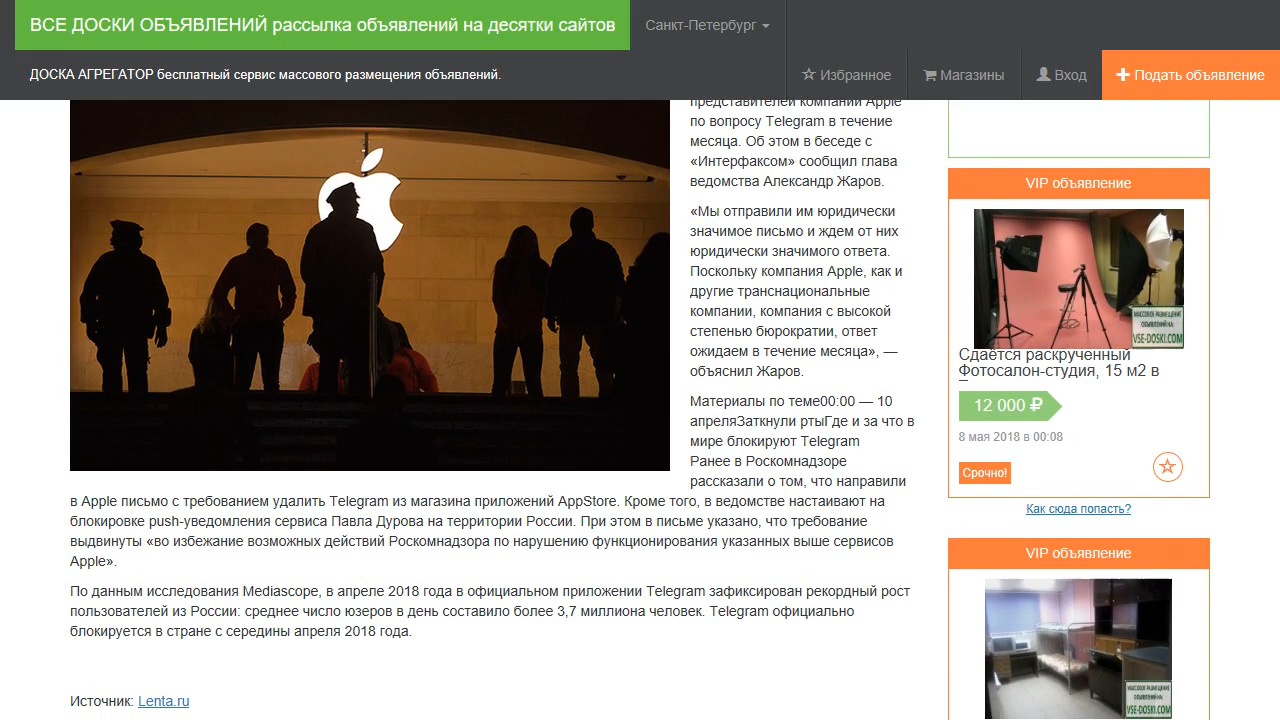 ВСЕ ДОСКИ ОБЪЯВЛЕНИЙ рассылка объявлений на десятки сайтов
Санкт-Петербург
ДОСКА АГРЕГАТОР бесплатный сервис массового размещения объявлений.
Избранное
Магазины
Вход
Подать объявление
представителей компании Apple
по вопросу Telegram в течение
месяца. Об этом в беседе с
«Интерфаксом» сообщил глава
ведомства Александр Жаров.
«Мы отправили им юридически
значимое письмо и ждем от них
юридически значимого ответа.
Поскольку компания Apple, как и
другие транснациональные
компании, компания с высокой
степенью бюрократии, ответ
ожидаем в течение месяца», —
объяснил Жаров.
Материалы по теме00:00 — 10
апреляЗаткнули ртыГде и за что в
мире блокируют Telegram
Ранее в Роскомнадзоре
рассказали о том, что направили
в Apple письмо с требованием удалить Telegram из магазина приложений AppStore. Кроме того, в ведомстве настаивают на
блокировке push-уведомления сервиса Павла Дурова на территории России. При этом в письме указано, что требование
выдвинуты «во избежание возможных действий Роскомнадзора по нарушению функционирования указанных выше сервисов
Apple».
По данным исследования Mediascope, в апреле 2018 года в официальном приложении Telegram зафиксирован рекордный рост
пользователей из России: среднее число юзеров в день составило более 3,7 миллиона человек. Telegram официально
блокируется в стране с середины апреля 2018 года.
Источник: Lenta.ru
VIP объявление
МАССОВОЕ РАЗМЕЩЕНИЕ
ОБЪЯВЛЕНИЙ НА:
VSE-DOSKI.COM
Сдаётся раскрученный
Фотосалон-студия, 15 м2 в
12 000 ₽
8 мая 2018 в 00:08
Срочно!
Как сюда попасть?
VIP объявление
МАССОВОЕ РАЗМЕЩЕНИЕ
ОБЪЯВЛЕНИЙ НА:
VSE-DOSKI.COM